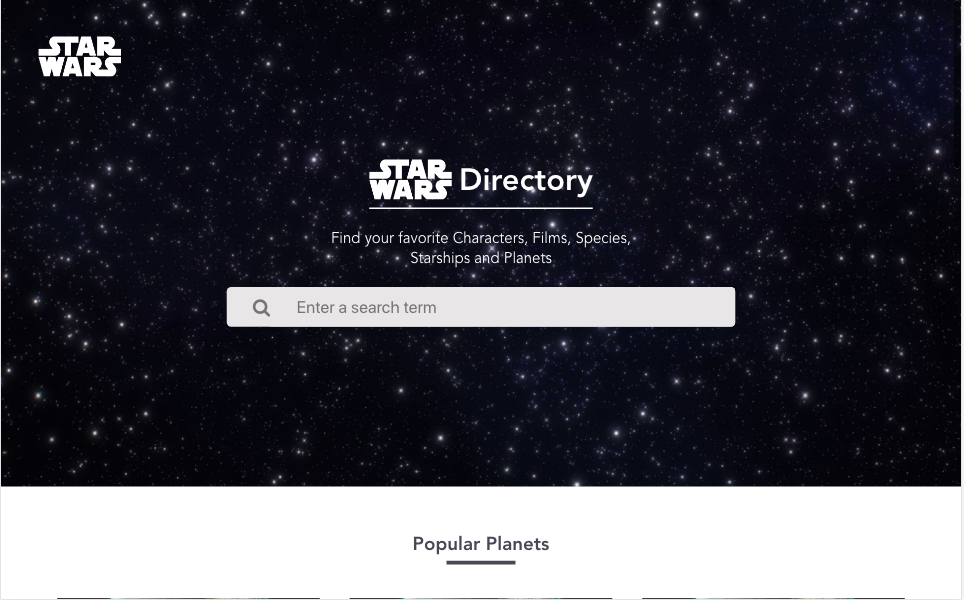 STAR
WARS
STAR WARS Directory
Find your favorite Characters, Films, Species,
Starships and Planets
Enter a search term
Popular Planets